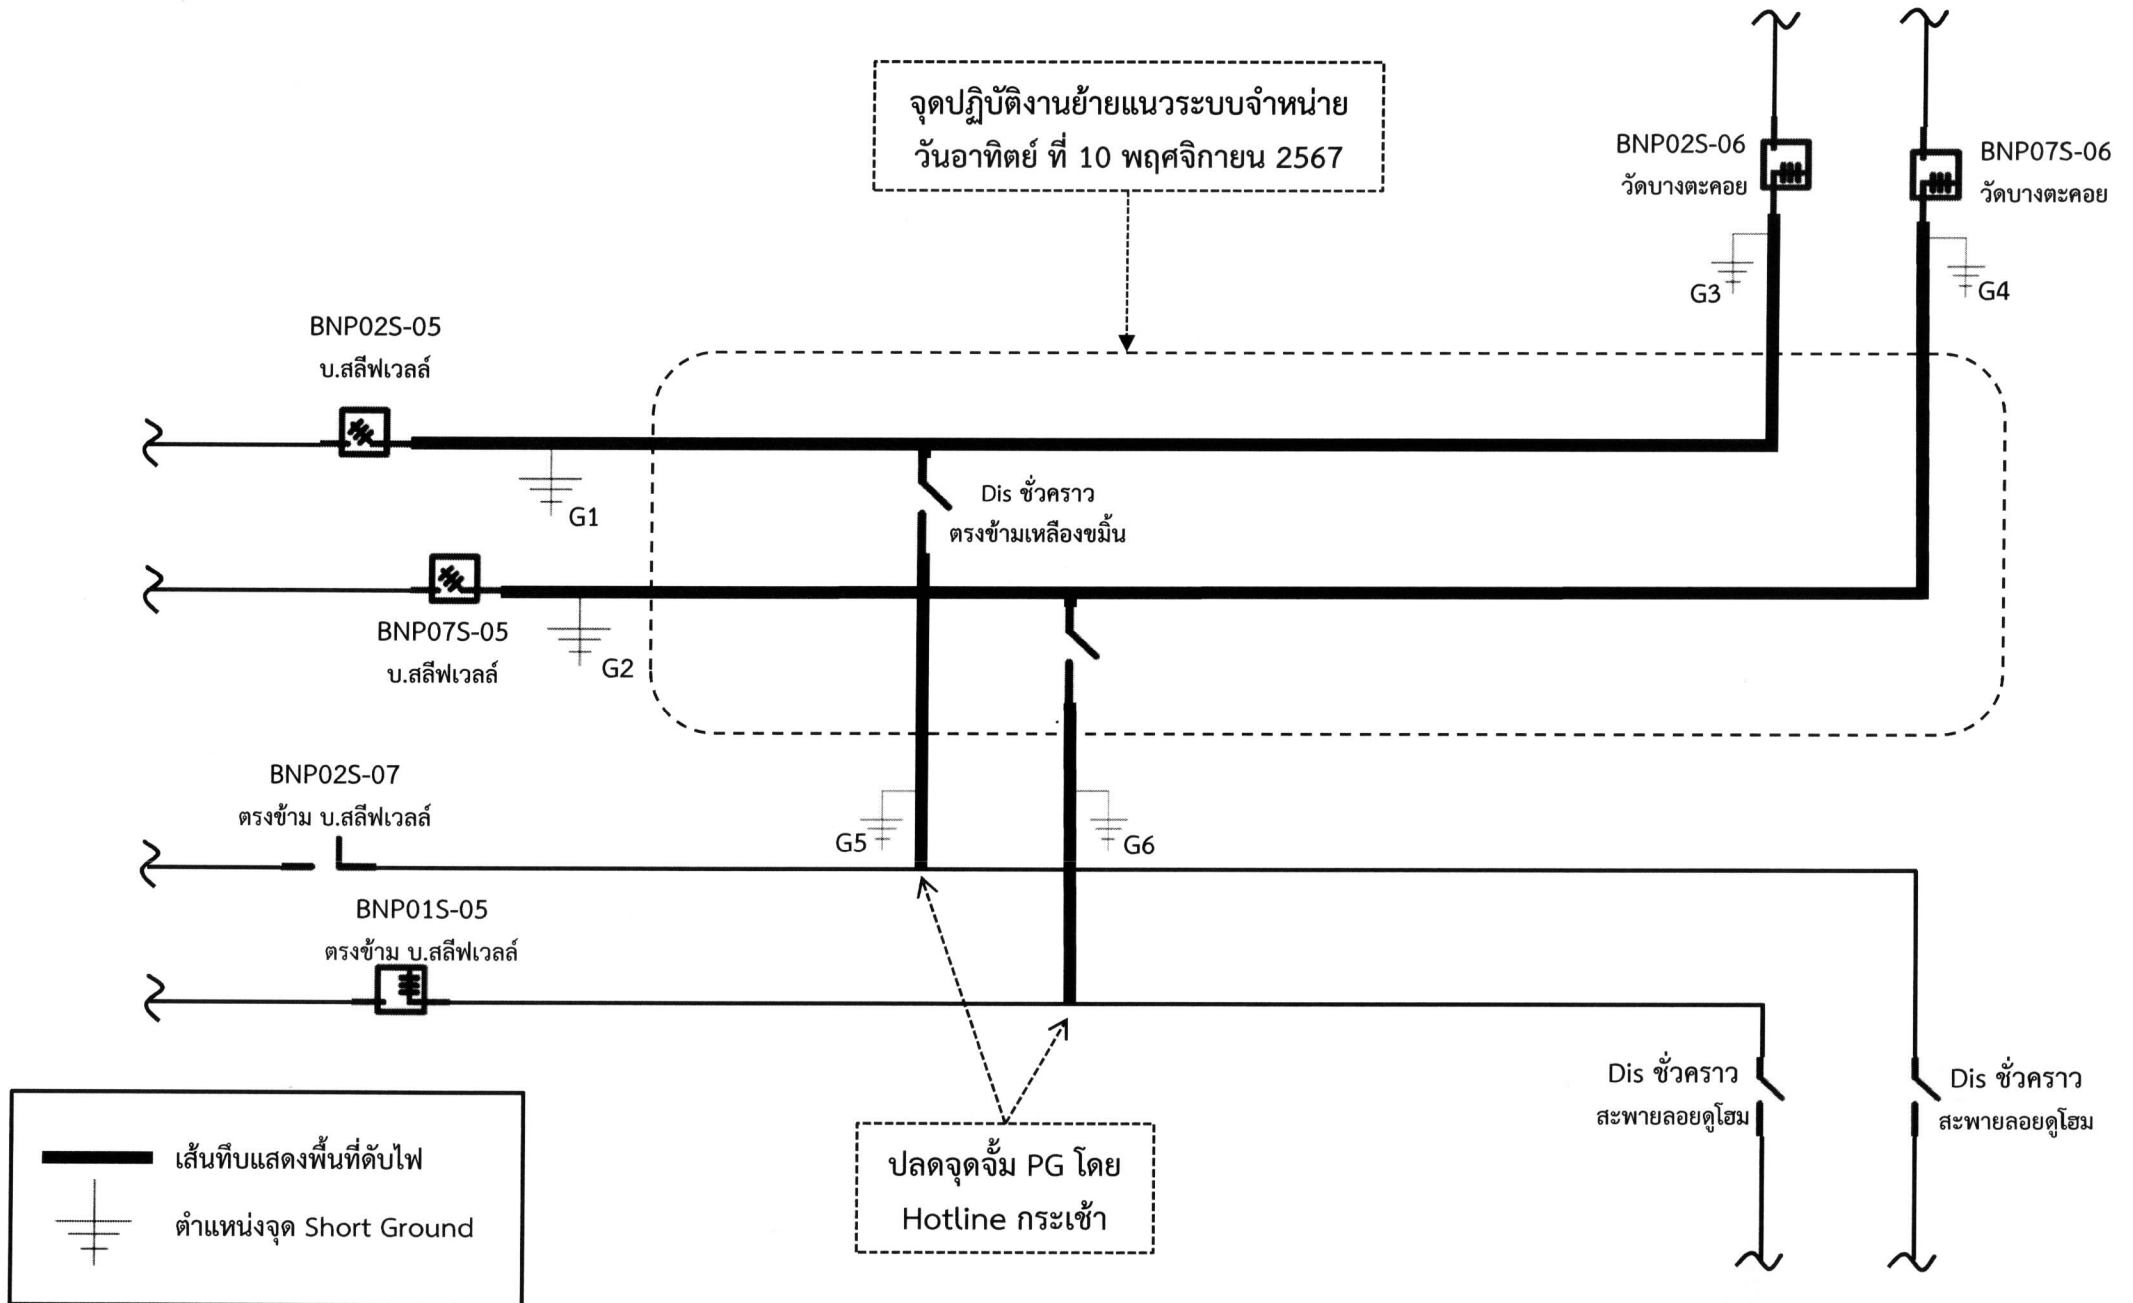 จุดปฏิบัติงานย้ายแนวระบบจำหน่าย
วันอาทิตย์ ที่ 10 พฤศจิกายน 2567
BNP02S-06
วัดบางตะคอย
BNP07S-06
วัดบางตะคอย
G3
G4
BNP02S-05
บ.สลีฟเวลล์
G1
Dis ชั่วคราว
ตรงข้ามเหลืองขมิ้น
BNP07S-05
บ.สลีฟเวลล์
G2
BNP02S-07
ตรงข้าม บ.สลีฟเวลล์
G5
G6
BNP01S-05
ตรงข้าม บ.สลีฟเวลล์
Dis ชั่วคราว
สะพายลอยดูโฮม
Dis ชั่วคราว
สะพายลอยดูโฮม
ปลดจุดจั้ม PG โดย
Hotline กระเช้า
เส้นทึบแสดงพื้นที่ดับไฟ
ตำแหน่งจุด Short Ground